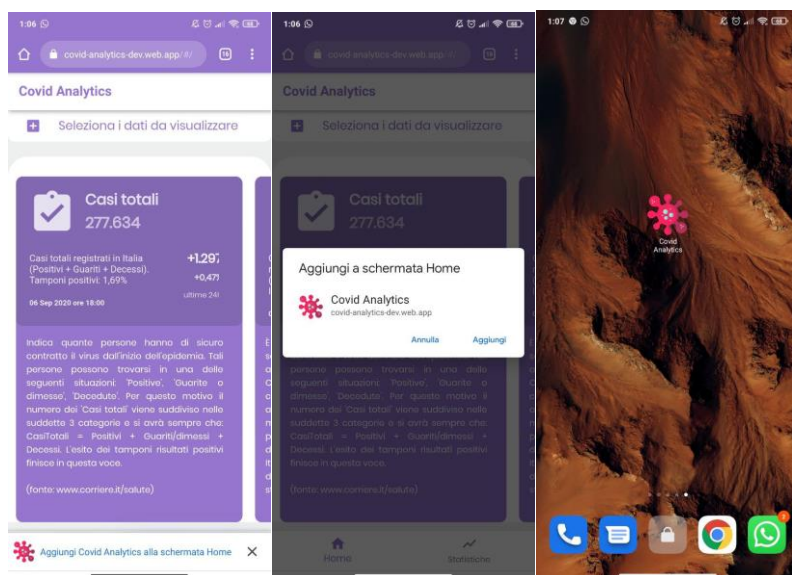 1:06
16
covid-analytics-dev.web.app/#/
Covid Analytics
Seleziona i dati da visualizzare
Casi totali
277.634
Casi totali registrati in Italia
(Positivi + Guariti + Decessi).
Tamponi positivi: 1,69%
+1.297
+0,471
ultime 24h
06 Sep 2020 ore 18:00
Indica quante persone hanno di sicuro
contratto il virus dall'inizio dell'epidemia. Tali
persone possono trovarsi in una delle
seguenti situazioni: 'Positive', 'Guarite o
dimesse', 'Decedute'. Per questo motivo il
numero dei 'Casi totali' viene suddiviso nelle
suddette 3 categorie e si avrà sempre che:
CasiTotali = Positivi + Guariti/dimessi +
Decessi. L'esito dei tamponi risultati positivi
finisce in questa voce.
(fonte: www.corriere.it/salute)
Aggiungi Covid Analytics alla schermata Home
1:06
covid-analytics-dev.web.app/#/
Covid Analytics
Seleziona i dati da visualizzare
Casi totali
277.634
Aggiungi a schermata Home
Covid Analytics
covid-analytics-dev.web.app
Annulla Aggiungi
persone possono trovarsi in una delle
seguenti situazioni: 'Positive', 'Guarite o
dimesse', 'Decedute'. Per questo motivo il
numero dei 'Casi totali' viene suddiviso nelle
suddette 3 categorie e si avrà sempre che:
CasiTotali = Positivi + Guariti/dimessi +
Decessi. L'esito dei tamponi risultati positivi
finisce in questa voce.
(fonte: www.corriere.it/salute)
Home Statistiche
1:07
Covid
Analytics